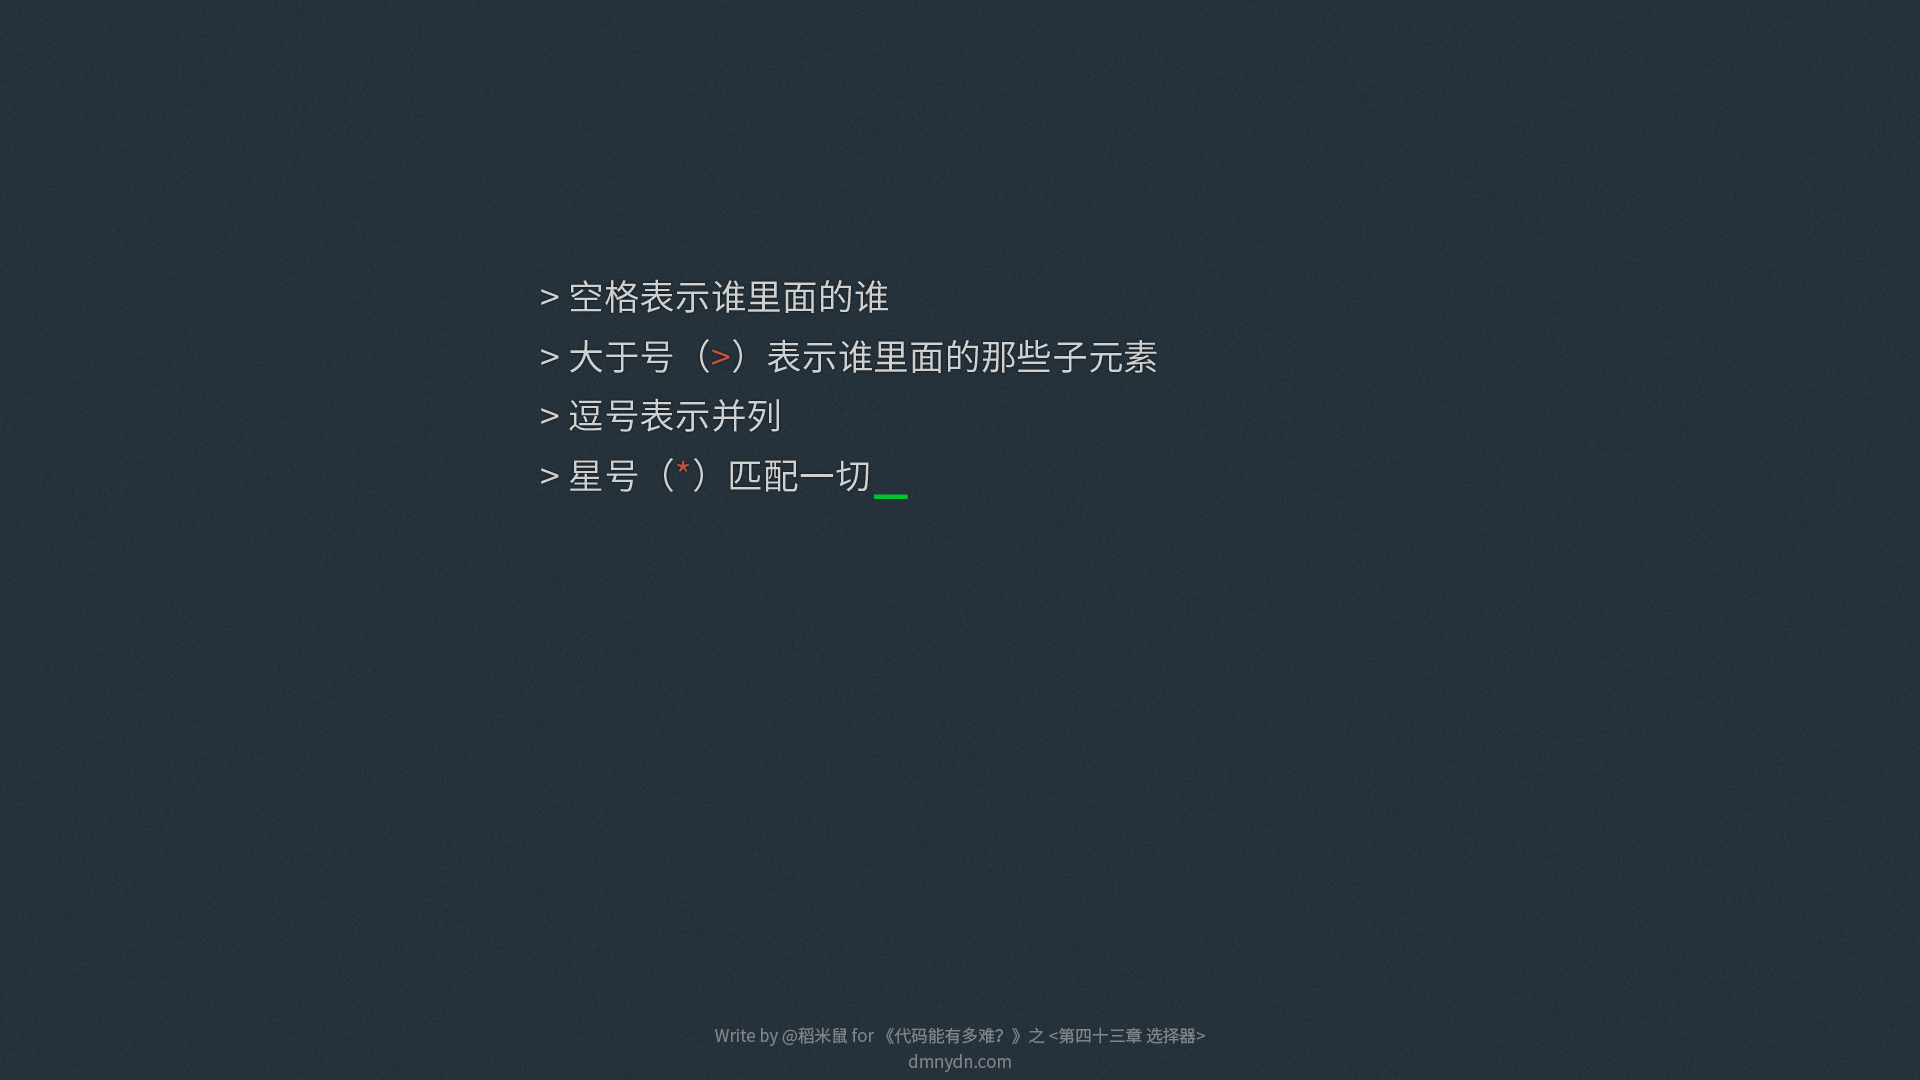 > 空格表示谁里面的谁
> 大于号（>）表示谁里面的那些子元素
> 逗号表示并列
> 星号（*）匹配一切_
Write by @稻米鼠 for 《代码能有多难？》之 <第四十三章 选择器>
dmnydn.com